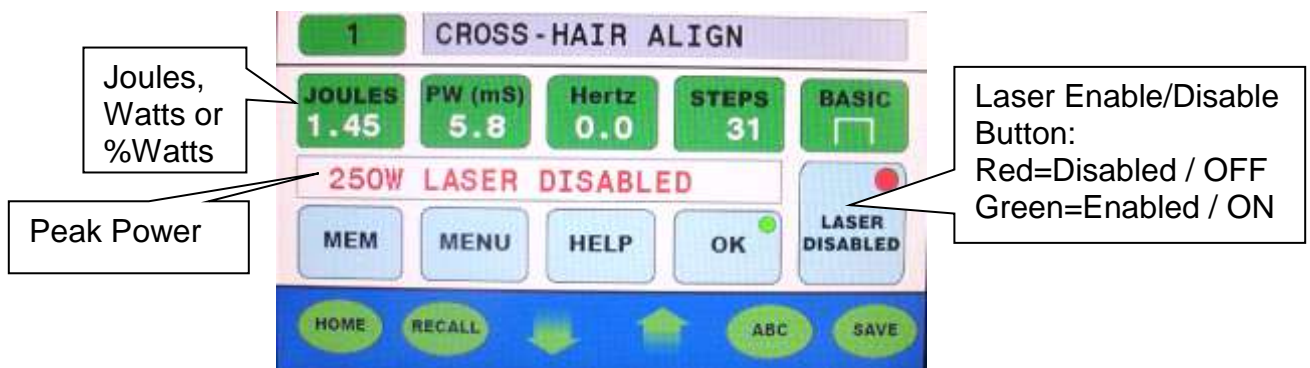 1 CROSS-HAIR ALIGN
Joules,
Watts or
%Watts
JOULES PW (mS) Hertz STEPS BASIC
1.45 5.8 0.0 31
Laser Enable/Disable
Button:
Red=Disabled / OFF
Green=Enabled / ON
250W LASER DISABLED
Peak Power
MEM MENU HELP OK LASER
DISABLED
HOME RECALL ABC SAVE